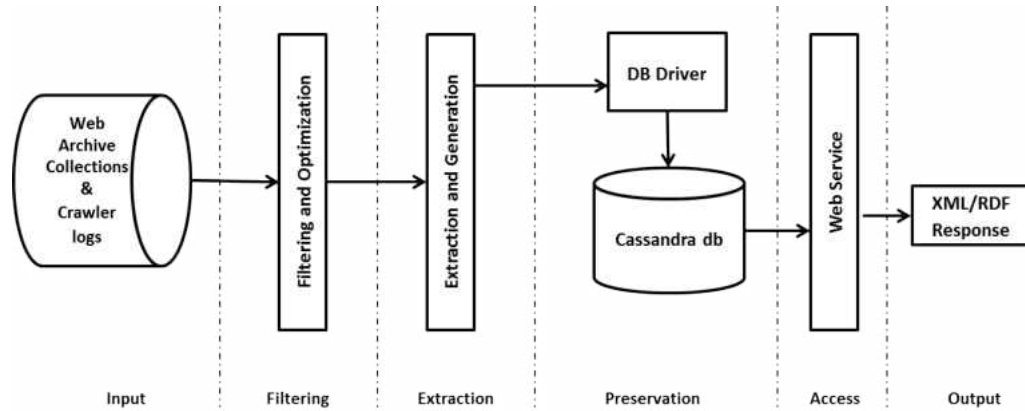 Web
Archive
Collections
&
Crawler
logs
Filtering and Optimization
Extraction and Generation
DB Driver
Cassandra db
Web Service
XML/RDF
Response
Input
Filtering
Extraction
Preservation
Access
Output